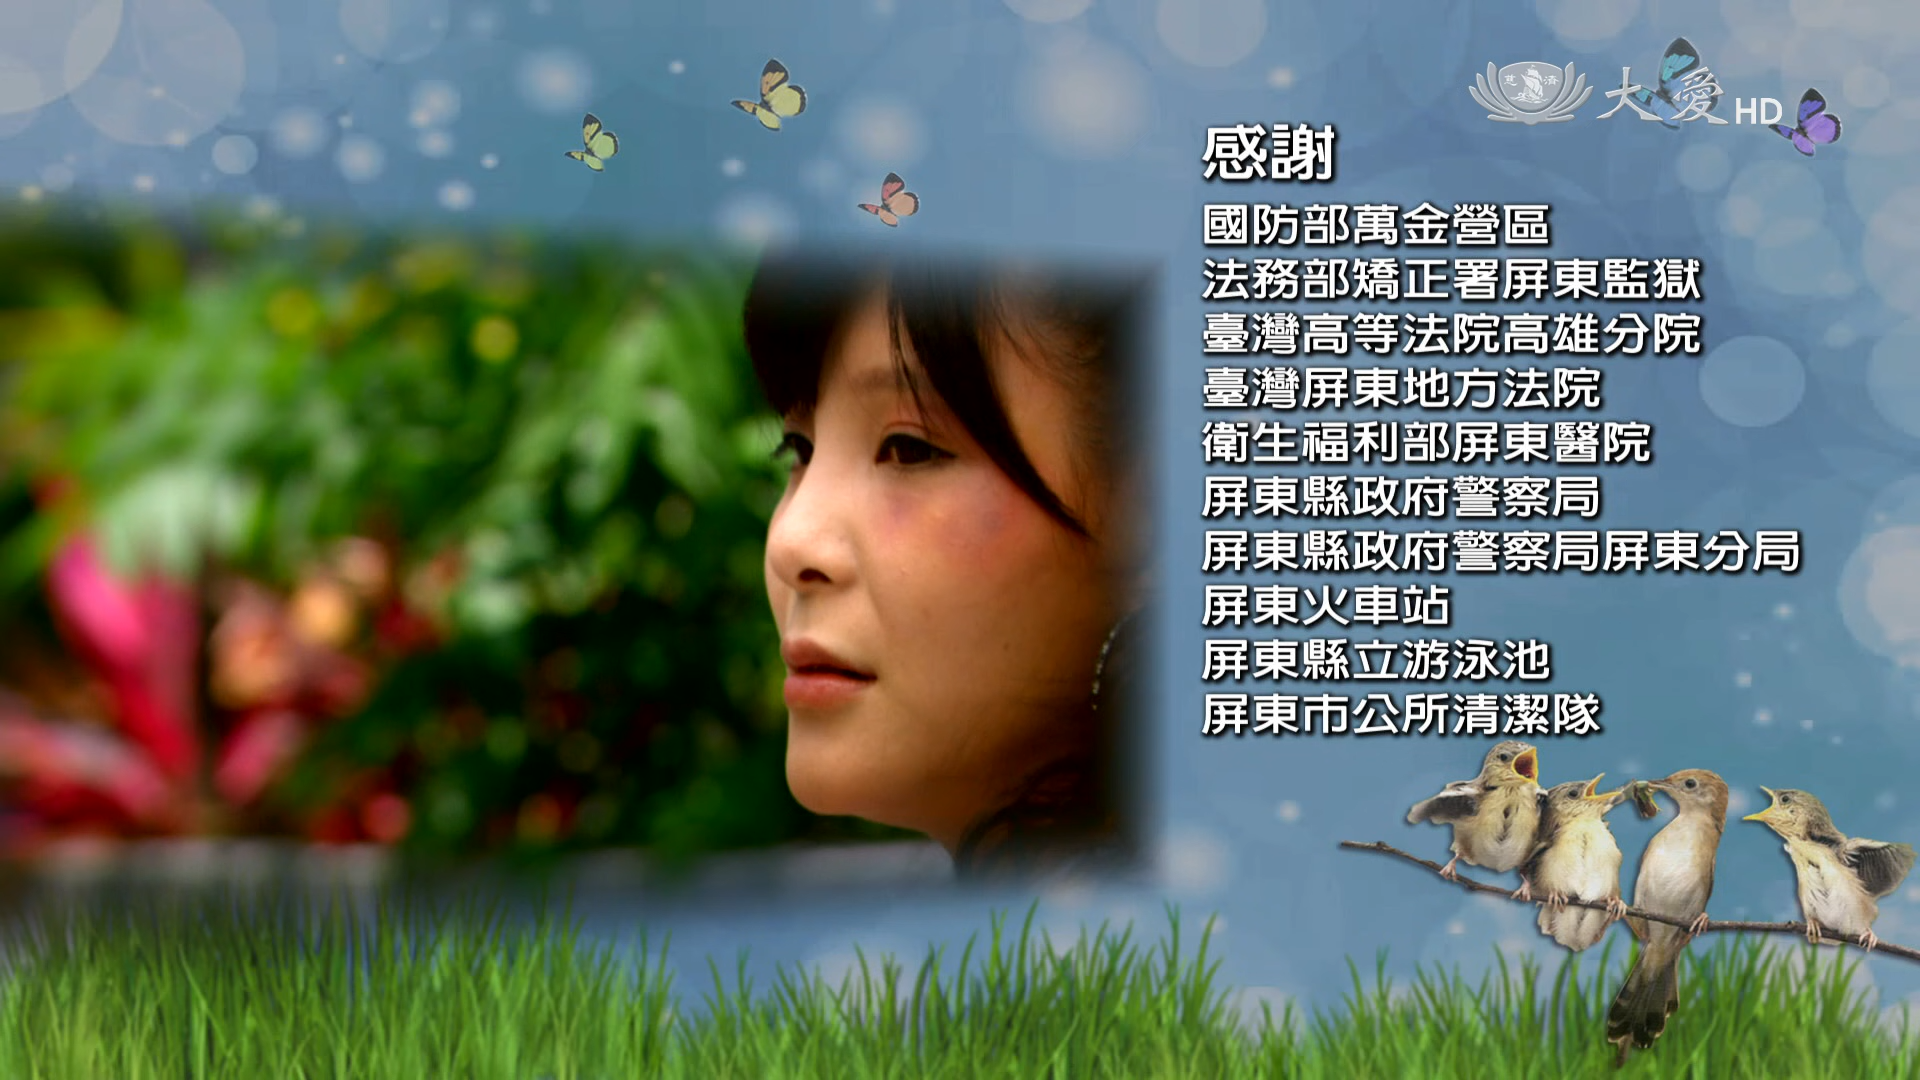 大愛HD
感謝
國防部萬金營區
法務部矯正署屏東監獄
臺灣高等法院高雄分院
臺灣屏東地方法院
衛生福利部屏東醫院
屏東縣政府警察局
屏東縣政府警察局屏東分局
屏東火車站
屏東縣立游泳池
屏東市公所清潔隊